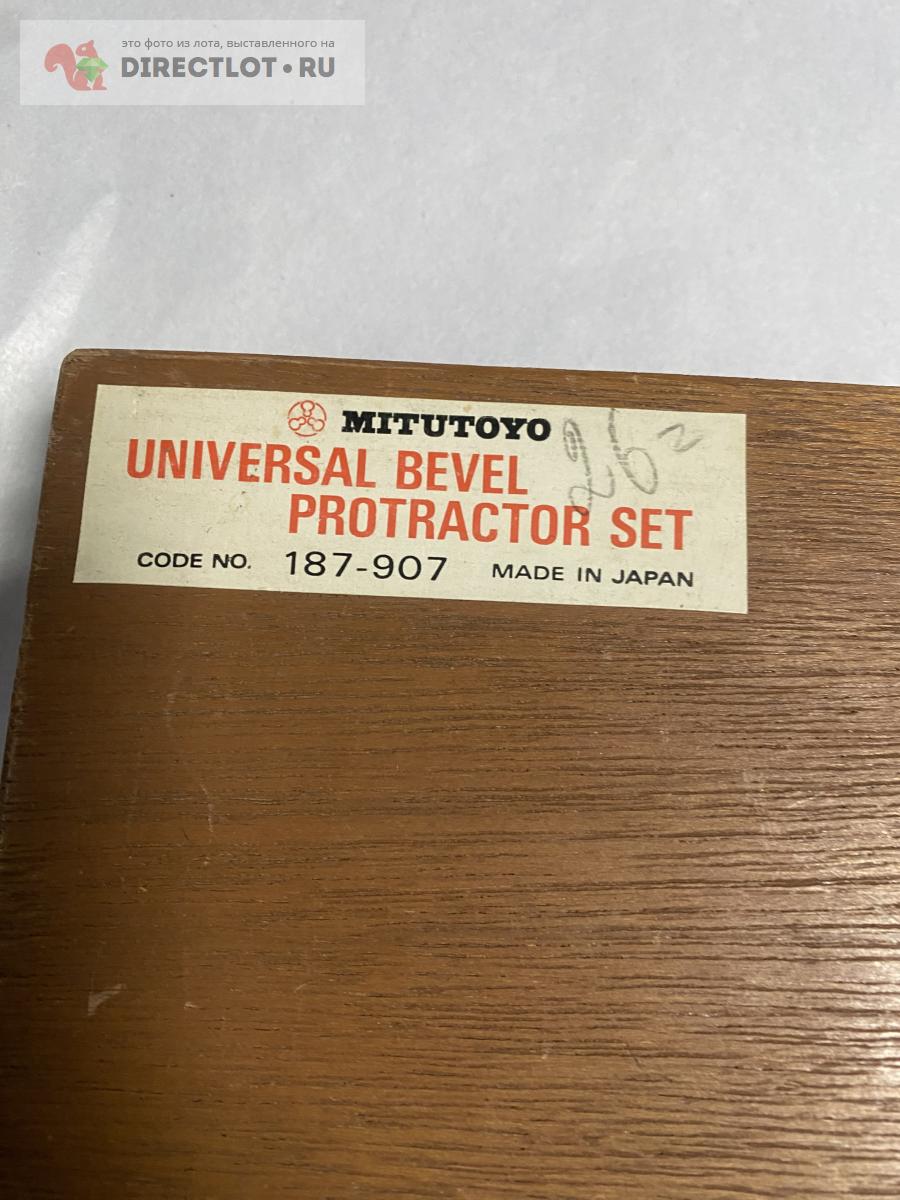 это фото из лота, выставленного на
DIRECTLOT•RU
MITUTOYO
UNIVERSAL BEVEL
PROTRACTOR SET
CODE NO. 187-907 MADE IN JAPAN